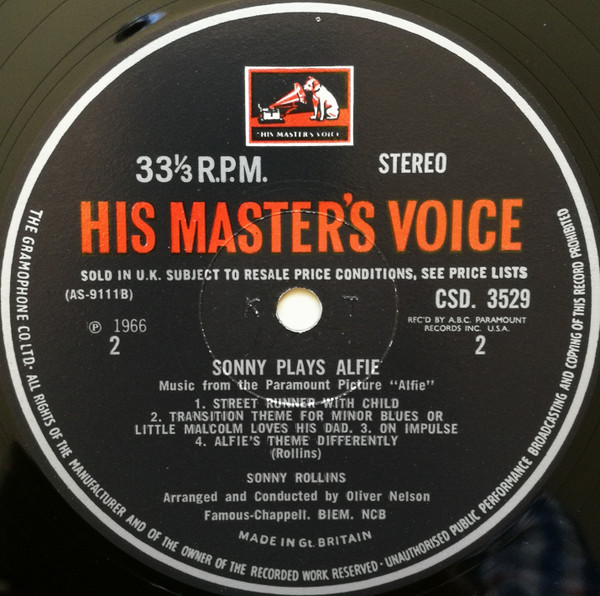 "HIS MASTER'S VOICE"
33⅓ R.P.M.
STEREO
HIS MASTER'S VOICE
SOLD IN U.K. SUBJECT TO RESALE PRICE CONDITIONS, SEE PRICE LISTS
(AS-9111B)
CSD. 3529
K T
REC'D BY A.B.C. PARAMOUNT
RECORDS INC. U.S.A.
℗ 1966
2
2
SONNY PLAYS ALFIE
Music from the Paramount Picture "Alfie"
1. STREET RUNNER WITH CHILD
2. TRANSITION THEME FOR MINOR BLUES OR
LITTLE MALCOLM LOVES HIS DAD. 3. ON IMPULSE
4. ALFIE'S THEME DIFFERENTLY
(Rollins)
SONNY ROLLINS
Arranged and Conducted by Oliver Nelson
Famous-Chappell. BIEM. NCB
MADE IN Gt. BRITAIN
THE GRAMOPHONE CO LTD · ALL RIGHTS OF THE MANUFACTURER AND OF THE OWNER OF THE RECORDED WORK RESERVED · UNAUTHORISED PUBLIC PERFORMANCE BROADCASTING AND COPYING OF THIS RECORD PROHIBITED